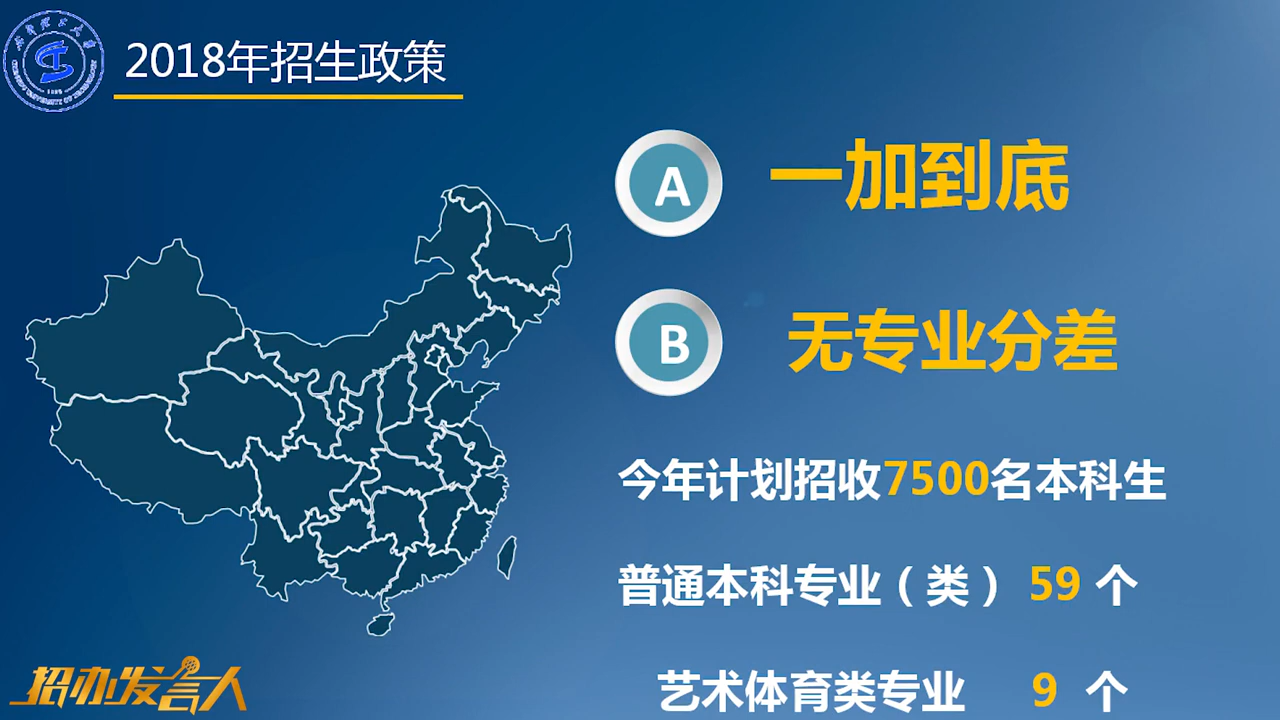 2018年招生政策
A 一加到底
B 无专业分差
今年计划招收7500名本科生
普通本科专业（类） 59 个
艺术体育类专业 9 个
招办发言人